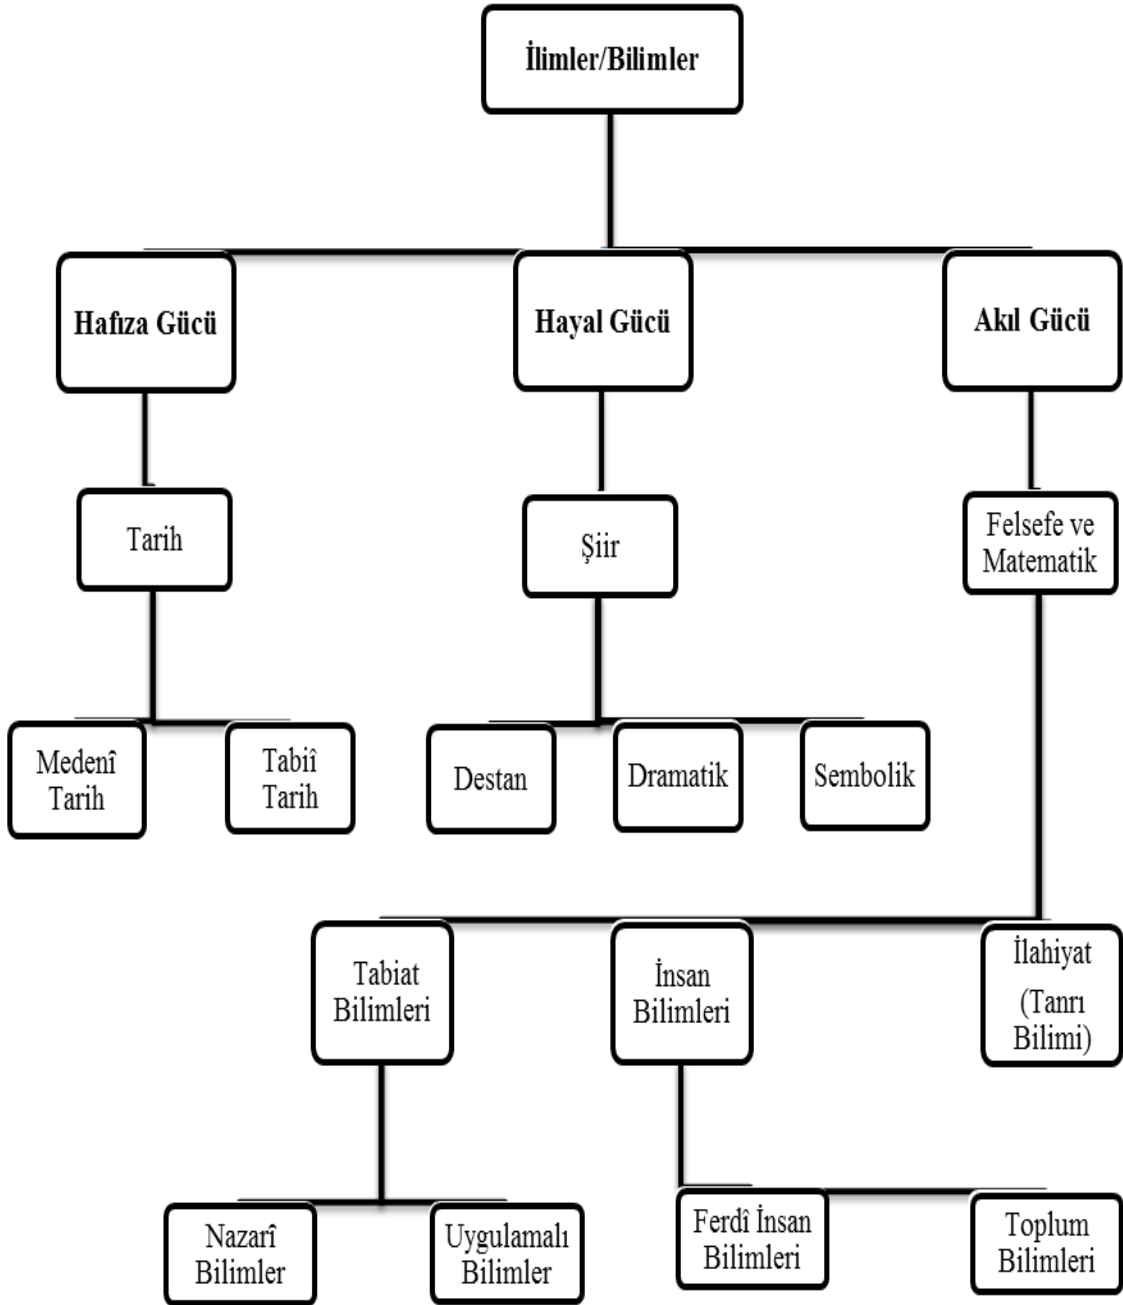 İlimler/Bilimler
Hafıza Gücü
Hayal Gücü
Akıl Gücü
Tarih
Şiir
Felsefe ve
Matematik
Medenî
Tarih
Tabiî
Tarih
Destan
Dramatik
Sembolik
Tabiat
Bilimleri
İnsan
Bilimleri
İlahiyat
(Tanrı
Bilimi)
Nazarî
Bilimler
Uygulamalı
Bilimler
Ferdî İnsan
Bilimleri
Toplum
Bilimleri